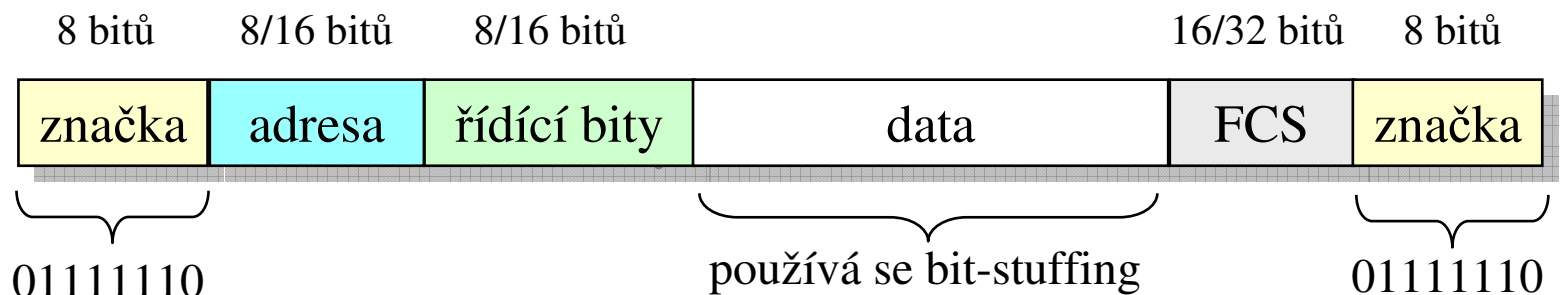 8 bitů 8/16 bitů 8/16 bitů 16/32 bitů 8 bitů
značka adresa řídící bity data FCS značka
01111110 používá se bit-stuffing 01111110